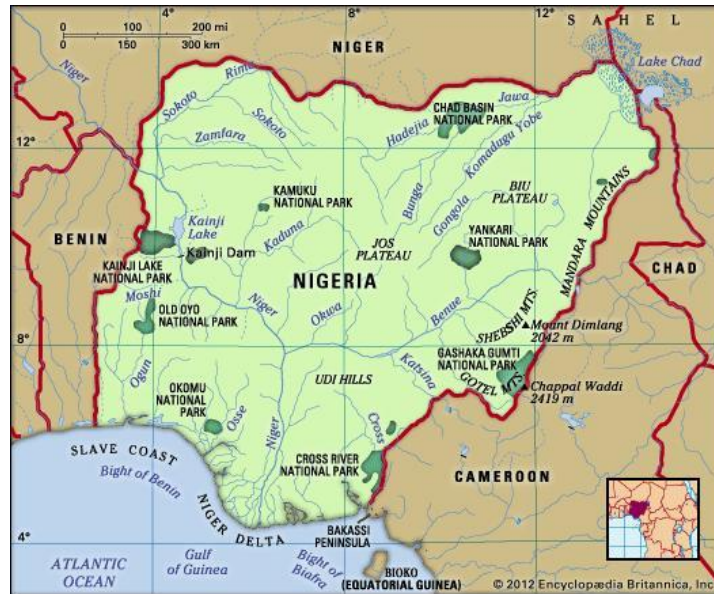 4°
8°
12°
0 100 200 mi
0 150 300 km
S A H E L
NIGER
Lake Chad
Niger
Rima
Sokoto
Sokoto
Zamfara
Jawa
CHAD BASIN
NATIONAL PARK
Hadejia
Komadugu Yobe
12°
KAMUKU
NATIONAL PARK
Bunga
Gongola
BIU
PLATEAU
MANDARA MOUNTAINS
Kainji
Lake
Kaduna
JOS
PLATEAU
YANKARI
NATIONAL PARK
BENIN
KAINJI LAKE
NATIONAL PARK
Kainji Dam
CHAD
NIGERIA
Moshi
OLD OYO
NATIONAL PARK
Niger
Okwa
Benue
SHEBSHI MTS.
Mount Dimlang
2042 m
8°
Ogun
Katsina
GASHAKA GUMTI
NATIONAL PARK
GOTEL MTS.
Chappal Waddi
2419 m
UDI HILLS
OKOMU
NATIONAL
PARK
Osse
Niger
Cross
SLAVE COAST
Bight of Benin
CROSS RIVER
NATIONAL PARK
CAMEROON
NIGER DELTA
4°
BAKASSI
PENINSULA
ATLANTIC
OCEAN
Gulf
of Guinea
Bight of
Biafra
BIOKO
(EQUATORIAL GUINEA)
© 2012 Encyclopædia Britannica, Inc